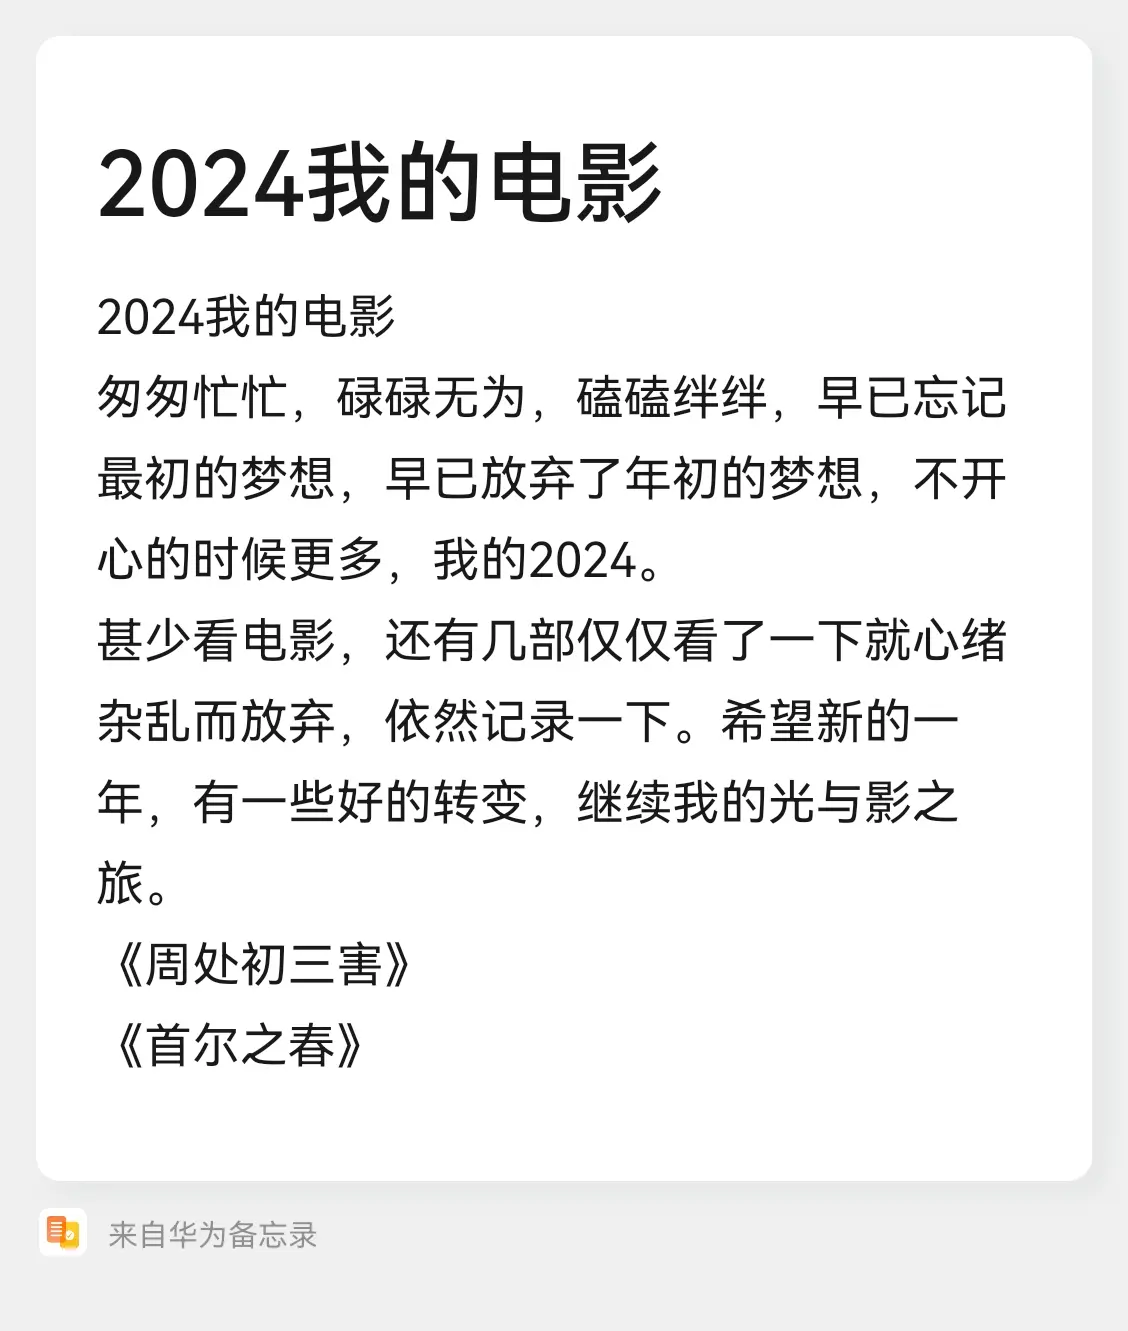 2024我的电影
2024我的电影
匆匆忙忙，碌碌无为，磕磕绊绊，早已忘记
最初的梦想，早已放弃了年初的梦想，不开
心的时候更多，我的2024。
甚少看电影，还有几部仅仅看了一下就心绪
杂乱而放弃，依然记录一下。希望新的一
年，有一些好的转变，继续我的光与影之
旅。
《周处初三害》
《首尔之春》
来自华为备忘录